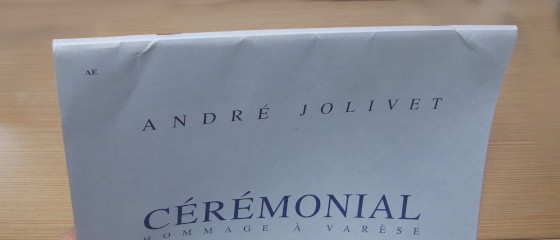 AE
ANDRÉ JOLIVET
CÉRÉMONIAL
HOMMAGE À VARÈSE